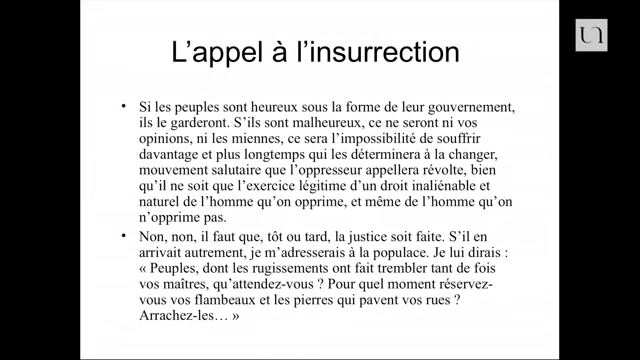 L’appel à l’insurrection
• Si les peuples sont heureux sous la forme de leur gouvernement,
ils le garderont. S’ils sont malheureux, ce ne seront ni vos
opinions, ni les miennes, ce sera l’impossibilité de souffrir
davantage et plus longtemps qui les déterminera à la changer,
mouvement salutaire que l’oppresseur appellera révolte, bien
qu’il ne soit que l’exercice légitime d’un droit inaliénable et
naturel de l’homme qu’on opprime, et même de l’homme qu’on
n’opprime pas.
• Non, non, il faut que, tôt ou tard, la justice soit faite. S’il en
arrivait autrement, je m’adresserais à la populace. Je lui dirais :
« Peuples, dont les rugissements ont fait trembler tant de fois
vos maîtres, qu’attendez-vous ? Pour quel moment réservez-
vous vos flambeaux et les pierres qui pavent vos rues ?
Arrachez-les… »